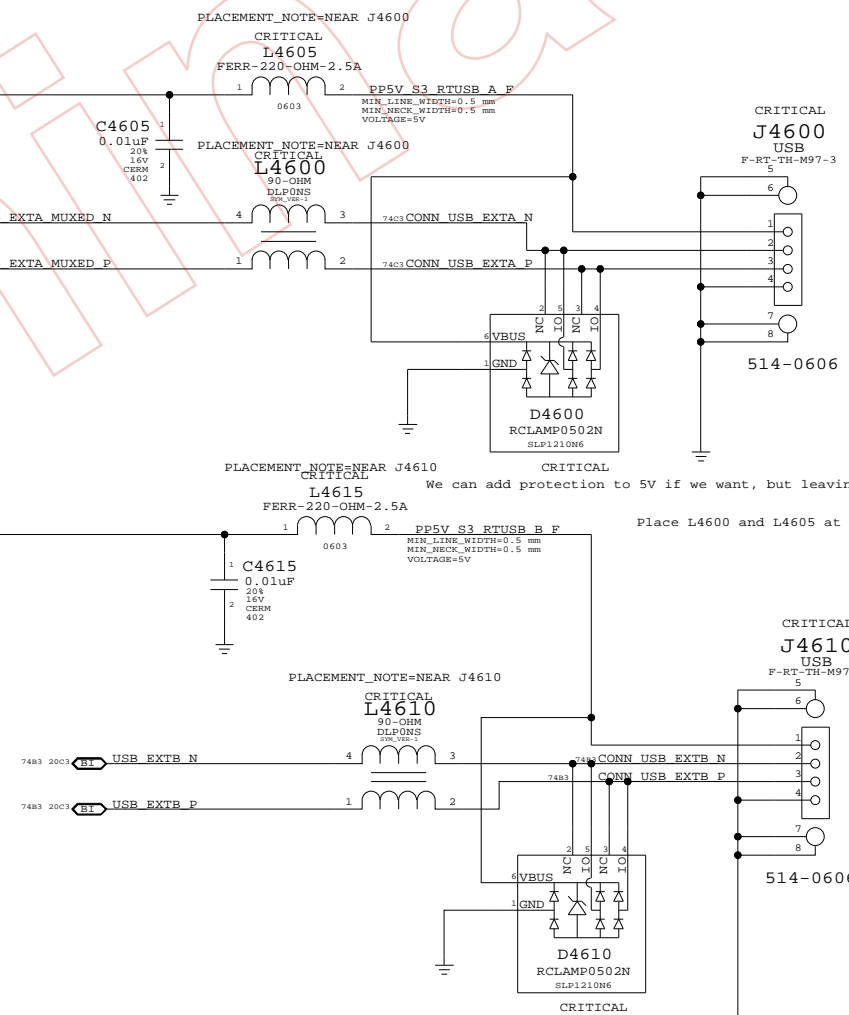 PLACEMENT_NOTE=NEAR J4600
CRITICAL
L4605
FERR-220-OHM-2.5A
1 2
PP5V_S3_RTUSB_A_F
0603
MIN_LINE_WIDTH=0.5 mm
MIN_NECK_WIDTH=0.5 mm
VOLTAGE=5V
C4605
0.01uF
20%
16V
CERM
402
1
2
PLACEMENT_NOTE=NEAR J4600
CRITICAL
L4600
90-OHM
DLP0NS
SYM_VER-1
EXTA_MUXED_N
4 3
74C3 CONN_USB_EXTA_N
EXTA_MUXED_P
1 2
74C3 CONN_USB_EXTA_P
CRITICAL
J4600
USB
F-RT-TH-M97-3
5
6
1
2
3
4
7
8
514-0606
2 5 3 4
NC IO NC IO
6 VBUS
1 GND
D4600
RCLAMP0502N
SLP1210N6
CRITICAL
We can add protection to 5V if we want, but leavin
Place L4600 and L4605 at
PLACEMENT_NOTE=NEAR J4610
CRITICAL
L4615
FERR-220-OHM-2.5A
1 2
PP5V_S3_RTUSB_B_F
0603
MIN_LINE_WIDTH=0.5 mm
MIN_NECK_WIDTH=0.5 mm
VOLTAGE=5V
1
C4615
0.01uF
20%
16V
CERM
402
2
PLACEMENT_NOTE=NEAR J4610
CRITICAL
L4610
90-OHM
DLP0NS
SYM_VER-1
74B3 20C3 BI USB_EXTB_N
4 3
74B3 CONN_USB_EXTB_N
74B3 20C3 BI USB_EXTB_P
1 2
74B3 CONN_USB_EXTB_P
CRITICAL
J4610
USB
F-RT-TH-M97
5
6
1
2
3
4
7
8
514-0606
2 5 3 4
NC IO NC IO
6 VBUS
1 GND
D4610
RCLAMP0502N
SLP1210N6
CRITICAL